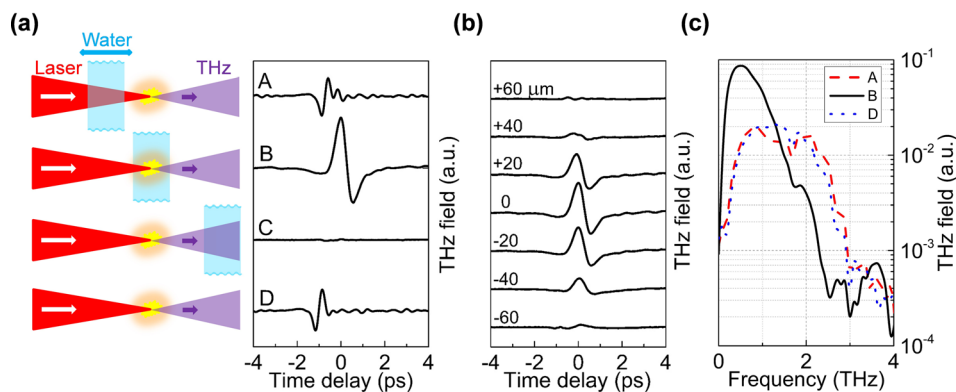 (a)
Water
Laser
THz
A
B
C
D
-4 -2 0 2 4
Time delay (ps)
THz field (a.u.)
(b)
+60 μm
+40
+20
0
-20
-40
-60
-4 -2 0 2 4
Time delay (ps)
THz field (a.u.)
(c)
A
B
D
10⁻¹
10⁻²
10⁻³
10⁻⁴
0 2 4
Frequency (THz)
THz field (a.u.)